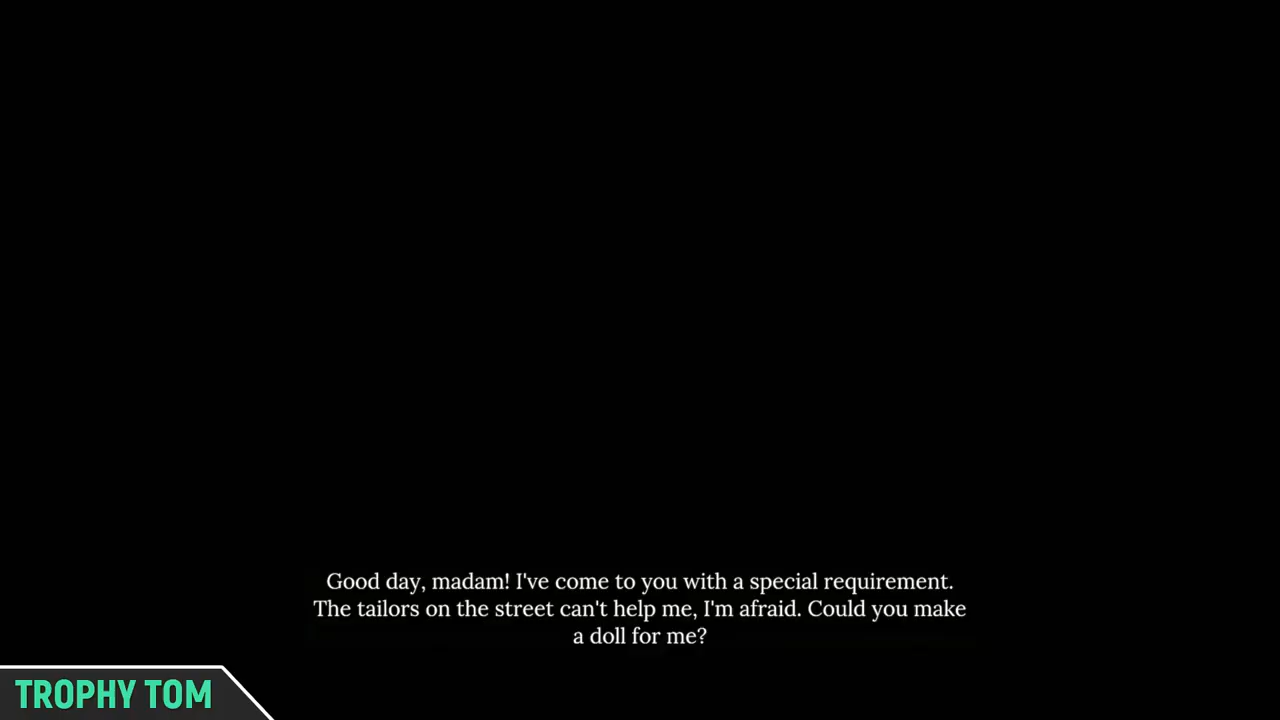 Good day, madam! I've come to you with a special requirement.
The tailors on the street can't help me, I'm afraid. Could you make
a doll for me?
TROPHY TOM